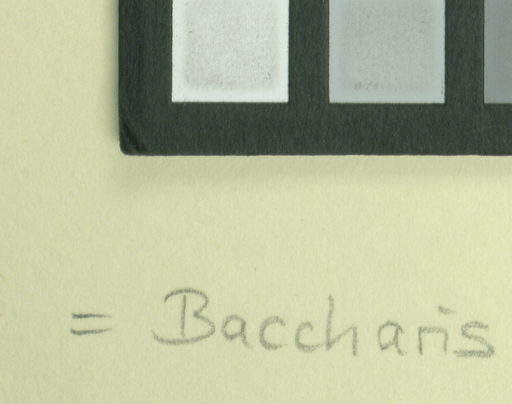 = Baccharis